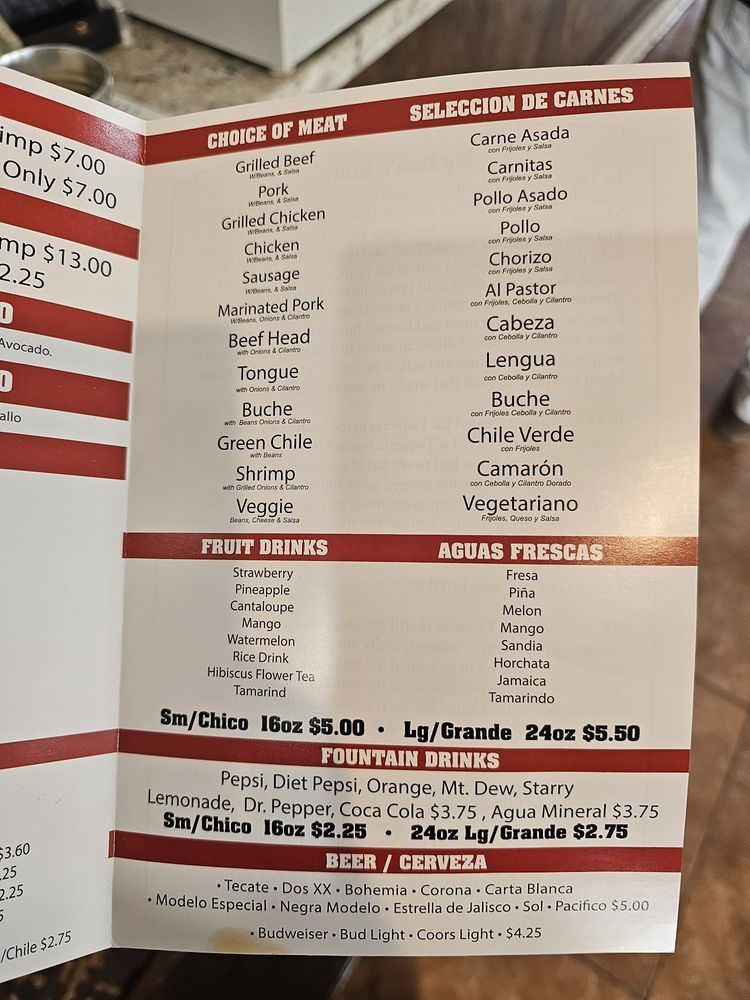 imp $7.00
Only $7.00
mp $13.00
2.25
0
Avocado.
0
allo
$3.60
.25
2.25
5
/Chile $2.75
CHOICE OF MEAT
Grilled Beef
W/Beans, & Salsa
Pork
W/Beans, & Salsa
Grilled Chicken
W/Beans, & Salsa
Chicken
W/Beans, & Salsa
Sausage
W/Beans, & Salsa
Marinated Pork
W/Beans, Onions & Cilantro
Beef Head
with Onions & Cilantro
Tongue
with Onions & Cilantro
Buche
with Beans Onions & Cilantro
Green Chile
with Beans
Shrimp
with Grilled Onions & Cilantro
Veggie
Beans, Cheese & Salsa
SELECCION DE CARNES
Carne Asada
con Frijoles y Salsa
Carnitas
con Frijoles y Salsa
Pollo Asado
con Frijoles y Salsa
Pollo
con Frijoles y Salsa
Chorizo
con Frijoles y Salsa
Al Pastor
con Frijoles, Cebolla y Cilantro
Cabeza
con Cebolla y Cilantro
Lengua
con Cebolla y Cilantro
Buche
con Frijoles Cebolla y Cilantro
Chile Verde
con Frijoles
Camarón
con Cebolla y Cilantro Dorado
Vegetariano
Frijoles, Queso y Salsa
FRUIT DRINKS
Strawberry
Pineapple
Cantaloupe
Mango
Watermelon
Rice Drink
Hibiscus Flower Tea
Tamarind
AGUAS FRESCAS
Fresa
Piña
Melon
Mango
Sandia
Horchata
Jamaica
Tamarindo
Sm/Chico 16oz $5.00 • Lg/Grande 24oz $5.50
FOUNTAIN DRINKS
Pepsi, Diet Pepsi, Orange, Mt. Dew, Starry
Lemonade, Dr. Pepper, Coca Cola $3.75 , Agua Mineral $3.75
Sm/Chico 16oz $2.25 • 24oz Lg/Grande $2.75
BEER / CERVEZA
• Tecate • Dos XX • Bohemia • Corona • Carta Blanca
• Modelo Especial • Negra Modelo • Estrella de Jalisco • Sol • Pacifico $5.00
• Budweiser • Bud Light • Coors Light • $4.25